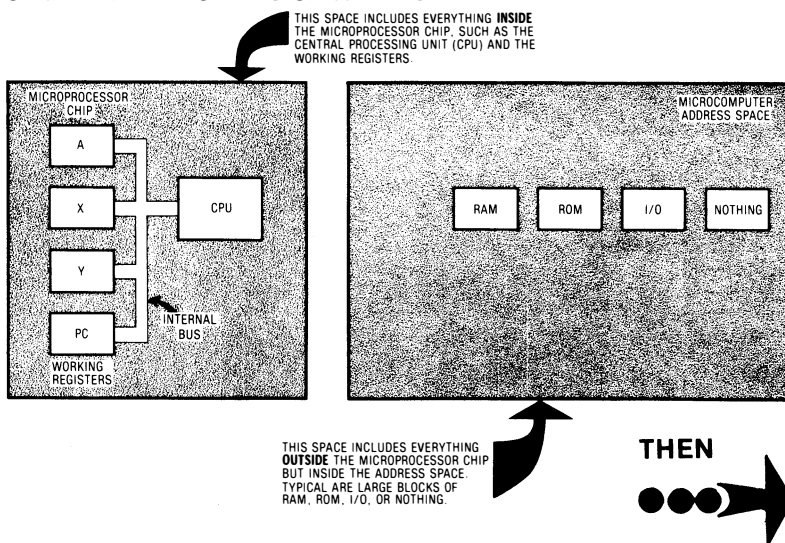 THIS SPACE INCLUDES EVERYTHING INSIDE
THE MICROPROCESSOR CHIP, SUCH AS THE
CENTRAL PROCESSING UNIT (CPU) AND THE
WORKING REGISTERS.
MICROPROCESSOR
CHIP
A
X
Y
PC
CPU
INTERNAL
BUS
WORKING
REGISTERS
MICROCOMPUTER
ADDRESS SPACE
RAM
ROM
I/O
NOTHING
THIS SPACE INCLUDES EVERYTHING
OUTSIDE THE MICROPROCESSOR CHIP
BUT INSIDE THE ADDRESS SPACE.
TYPICAL ARE LARGE BLOCKS OF
RAM, ROM, I/O, OR NOTHING.
THEN